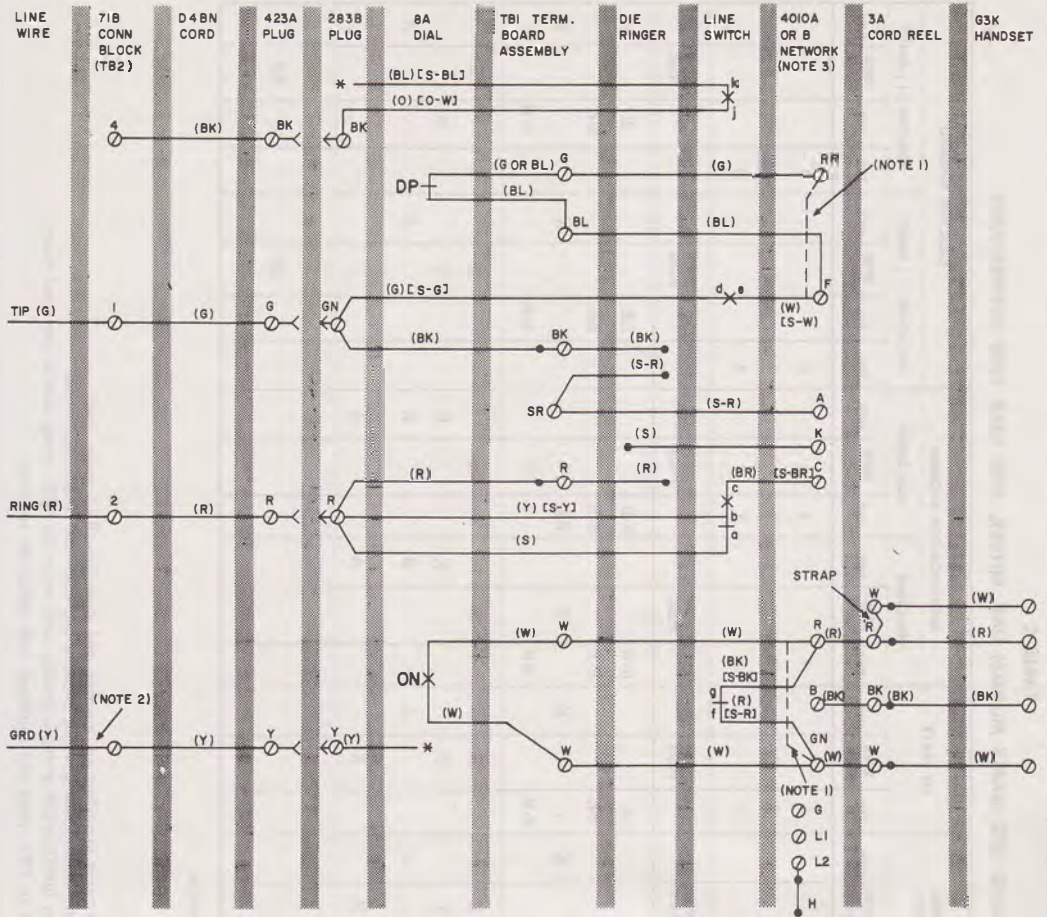 LINE WIRE
71B CONN BLOCK (TB2)
D4BN CORD
423A PLUG
283B PLUG
8A DIAL
TB1 TERM. BOARD ASSEMBLY
DIE RINGER
LINE SWITCH
4010A OR B NETWORK (NOTE 3)
3A CORD REEL
G3K HANDSET
* (BL)[S-BL] k
(O) [O-W] j
4 (BK) BK BK
(G OR BL) G (G) RR (NOTE 1)
DP
(BL) BL (BL)
(G)[S-G] d e F
TIP (G) 1 (G) G GN (W) [S-W]
(BK) BK (BK)
(S-R)
SR (S-R) A
(S) K
(R) R (R) (BR) [S-BR] C
c
RING (R) 2 (R) R R (Y) [S-Y] b
a
(S)
STRAP
W (W) W
(W) W (W) R (R) R (R)
ON
(BK) [S-BK]
g
(R) B (BK) BK (BK) (BK)
f [S-R]
(NOTE 2) (W) GN
GRD (Y) (Y) Y Y (Y) *
W (W) (W) W (W)
(NOTE 1)
G
L1
L2
H